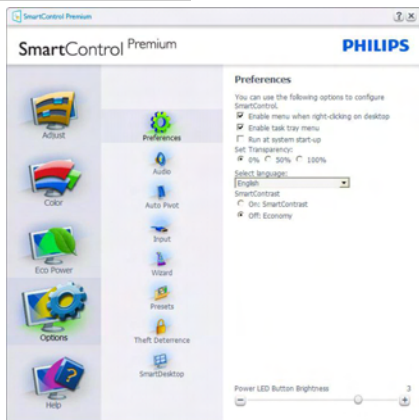 SmartControl Premium
SmartControl Premium
PHILIPS
Adjust
Color
Eco Power
Options
Help
Preferences
Audio
Auto Pivot
Input
Wizard
Presets
Theft Deterrence
SmartDesktop
Preferences
You can use the following options to configure
SmartControl.
Enable menu when right-clicking on desktop
Enable task tray menu
Run at system start-up
Set Transparency:
0% 50% 100%
Select language:
English
SmartContrast
On: SmartContrast
Off: Economy
Power LED Button Brightness 3